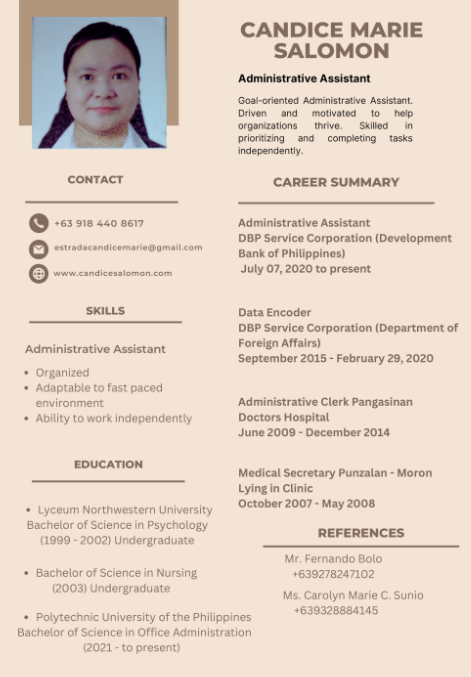 CANDICE MARIE
SALOMON
Administrative Assistant
Goal-oriented Administrative Assistant.
Driven and motivated to help
organizations thrive. Skilled in
prioritizing and completing tasks
independently.
CONTACT
+63 918 440 8617
estradacandicemarie@gmail.com
www.candicesalomon.com
SKILLS
Administrative Assistant
• Organized
• Adaptable to fast paced
environment
• Ability to work independently
EDUCATION
• Lyceum Northwestern University
Bachelor of Science in Psychology
(1999 - 2002) Undergraduate
• Bachelor of Science in Nursing
(2003) Undergraduate
• Polytechnic University of the Philippines
Bachelor of Science in Office Administration
(2021 - to present)
CAREER SUMMARY
Administrative Assistant
DBP Service Corporation (Development
Bank of Philippines)
July 07, 2020 to present
Data Encoder
DBP Service Corporation (Department of
Foreign Affairs)
September 2015 - February 29, 2020
Administrative Clerk Pangasinan
Doctors Hospital
June 2009 - December 2014
Medical Secretary Punzalan - Moron
Lying in Clinic
October 2007 - May 2008
REFERENCES
Mr. Fernando Bolo
+639278247102
Ms. Carolyn Marie C. Sunio
+639328884145